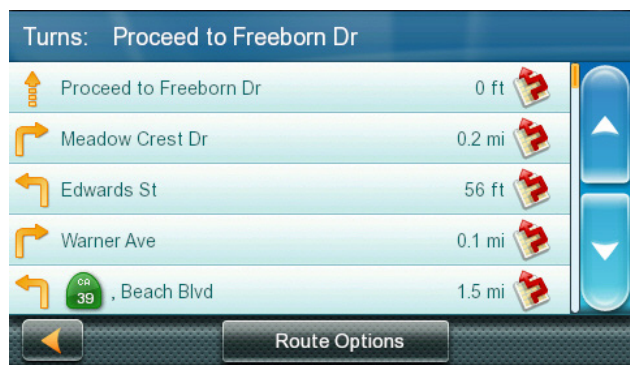 Turns: Proceed to Freeborn Dr
Proceed to Freeborn Dr 0 ft
Meadow Crest Dr 0.2 mi
Edwards St 56 ft
Warner Ave 0.1 mi
CA 39 , Beach Blvd 1.5 mi
Route Options